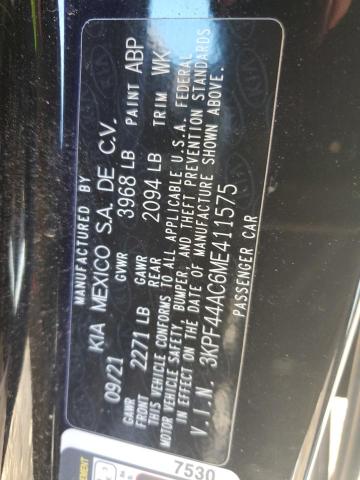 MANUFACTURED BY
KIA MEXICO S.A. DE C.V.
09/21 GVWR 3968 LB PAINT ABP
GAWR FRONT 2271 LB GAWR REAR 2094 LB TRIM WK
THIS VEHICLE CONFORMS TO ALL APPLICABLE U.S.A. FEDERAL
MOTOR VEHICLE SAFETY, BUMPER, AND THEFT PREVENTION STANDARDS
IN EFFECT ON THE DATE OF MANUFACTURE SHOWN ABOVE.
V.I.N. 3KPF44AC6ME411575
PASSENGER CAR
7530